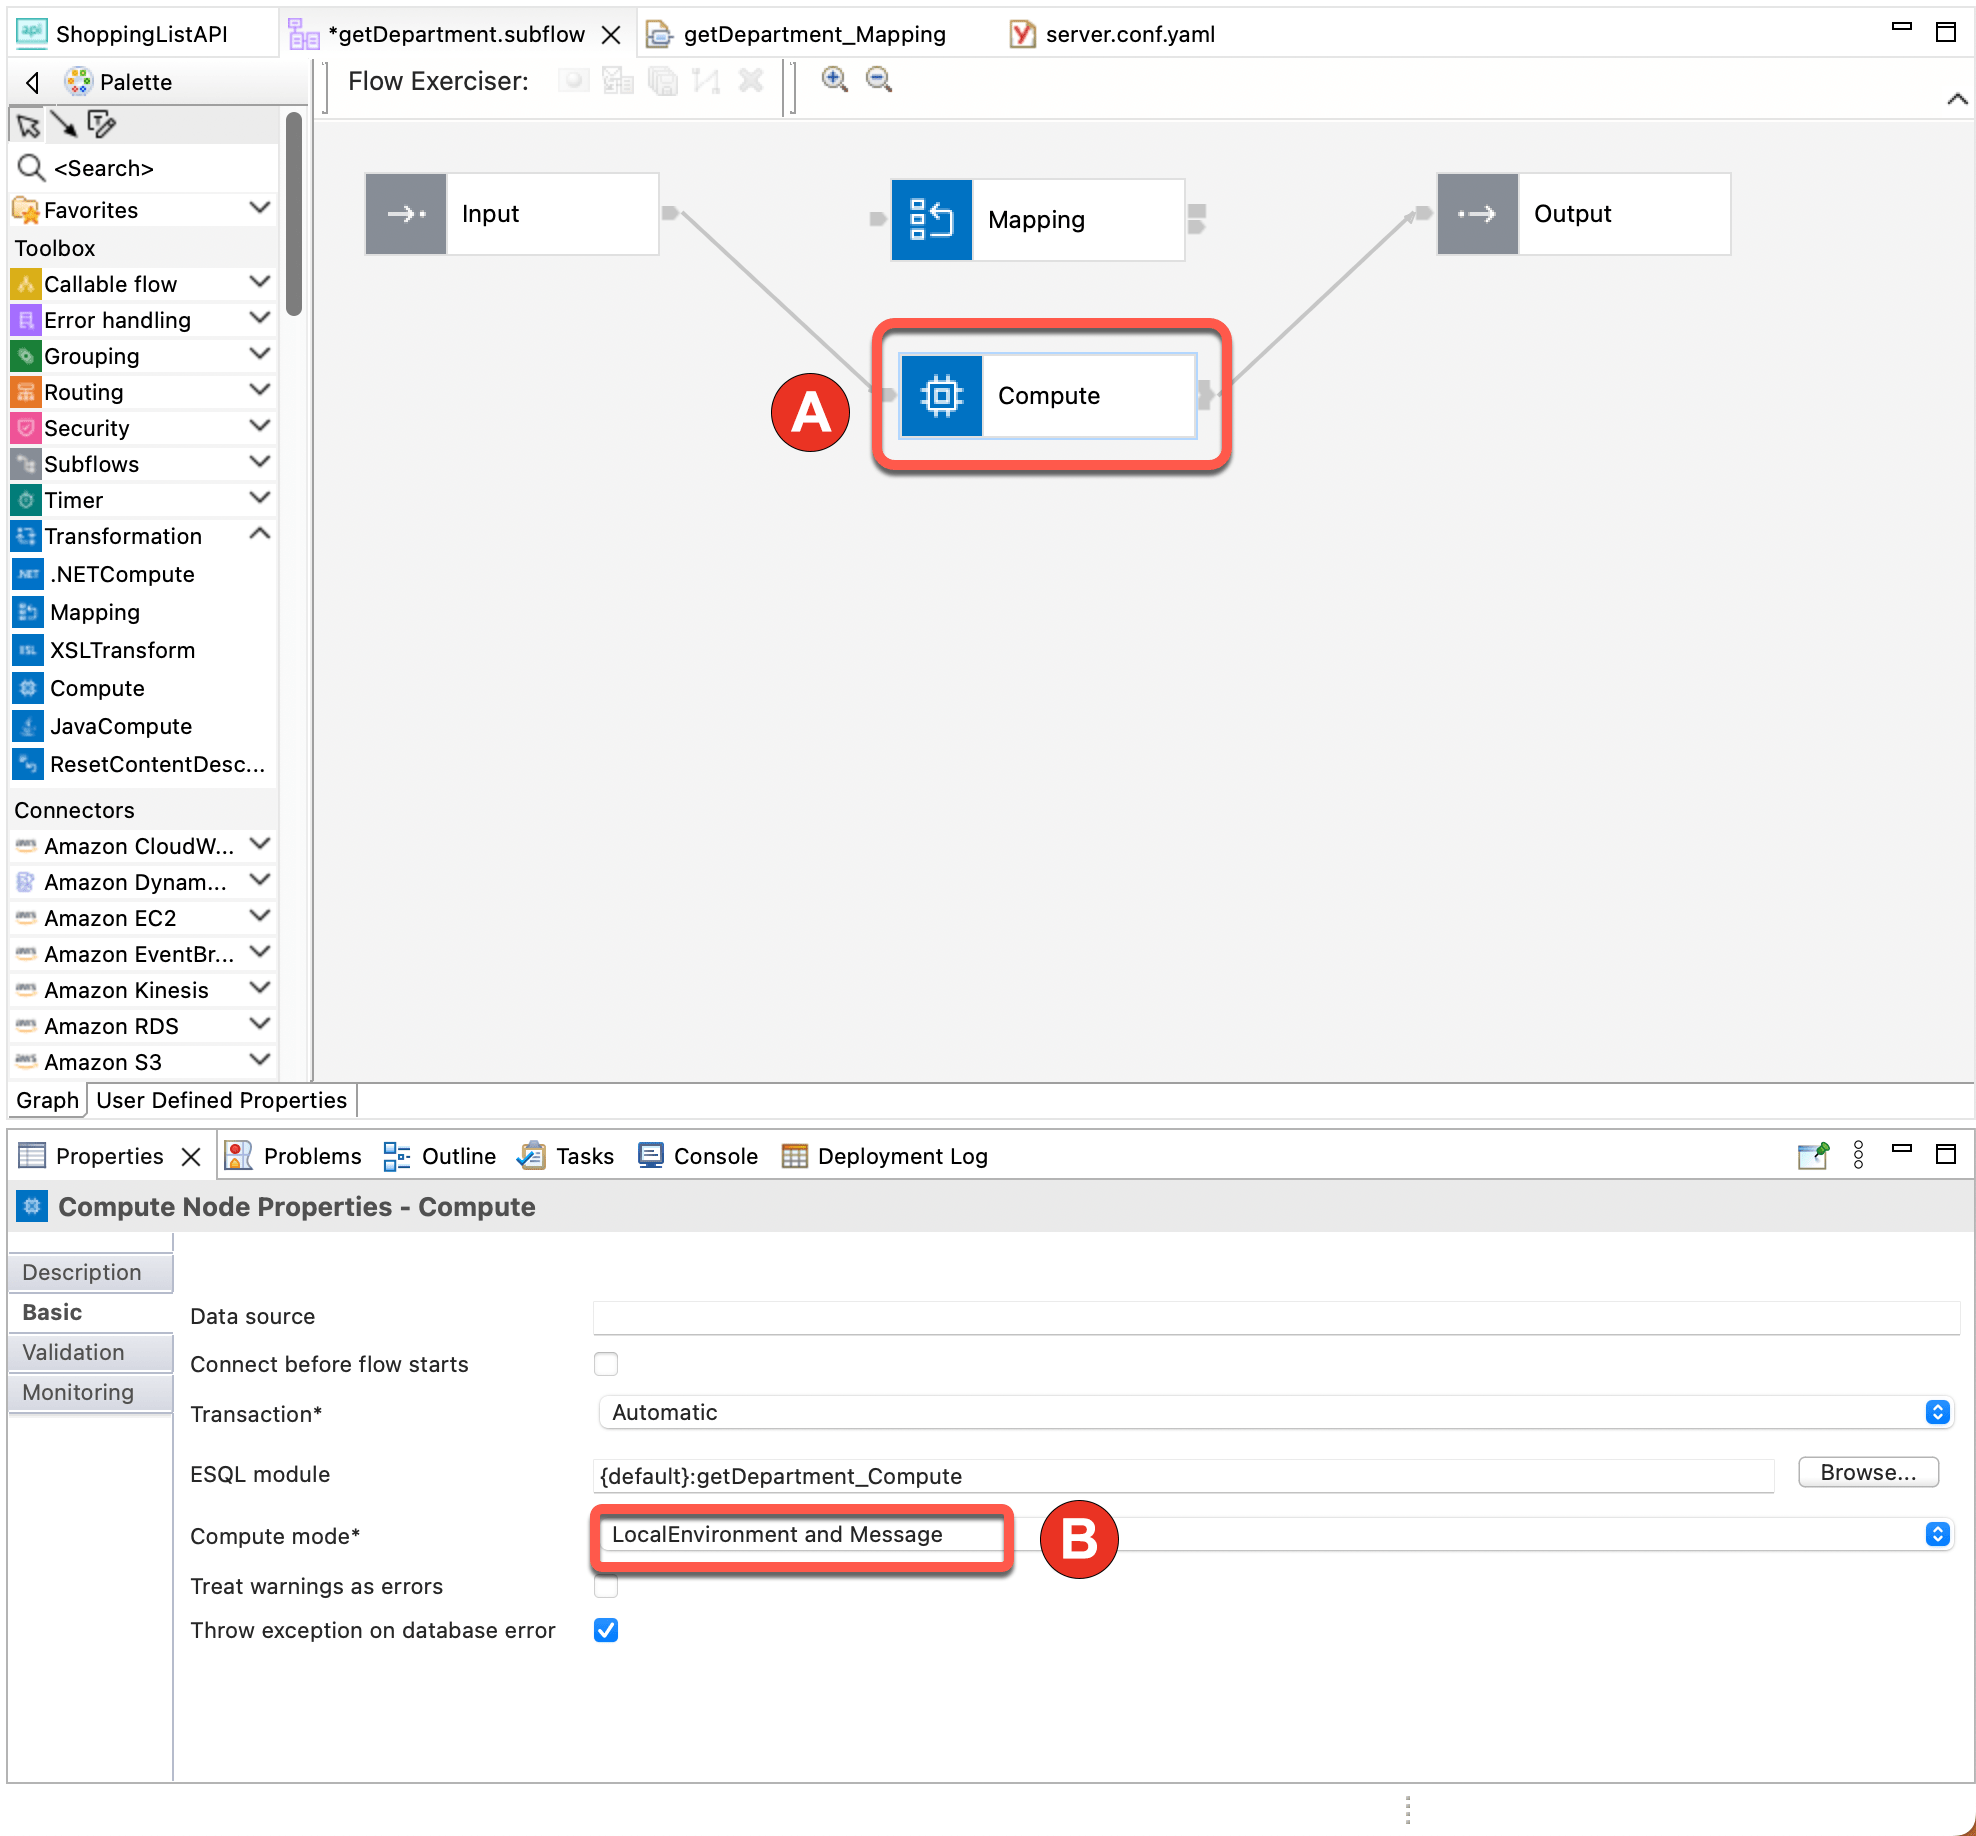 ShoppingListAPI
*getDepartment.subflow
getDepartment_Mapping
server.conf.yaml
Palette
Flow Exerciser:
<Search>
Favorites
Toolbox
Callable flow
Error handling
Grouping
Routing
Security
Subflows
Timer
Transformation
.NETCompute
Mapping
XSLTransform
Compute
JavaCompute
ResetContentDesc...
Connectors
Amazon CloudW...
Amazon Dynam...
Amazon EC2
Amazon EventBr...
Amazon Kinesis
Amazon RDS
Amazon S3
Input
Mapping
Output
A
Compute
Graph
User Defined Properties
Properties
Problems
Outline
Tasks
Console
Deployment Log
Compute Node Properties - Compute
Description
Basic
Validation
Monitoring
Data source
Connect before flow starts
Transaction*
Automatic
ESQL module
{default}:getDepartment_Compute
Browse...
Compute mode*
LocalEnvironment and Message
B
Treat warnings as errors
Throw exception on database error